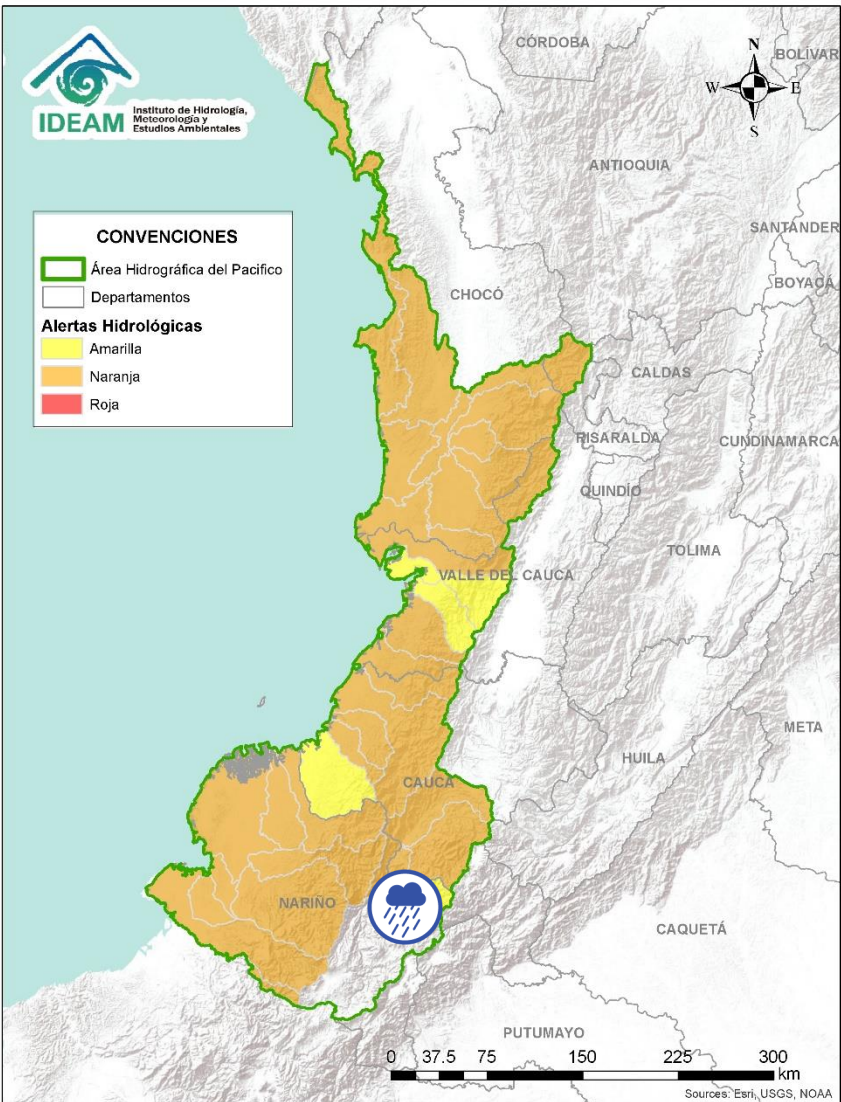 IDEAM
Instituto de Hidrología,
Meteorología y
Estudios Ambientales
N
W
E
S
CÓRDOBA
BOLÍVAR
ANTIOQUIA
SANTANDER
BOYACÁ
CHOCÓ
CALDAS
RISARALDA
CUNDINAMARCA
QUINDÍO
TOLIMA
VALLE DEL CAUCA
META
HUILA
CAUCA
NARIÑO
CAQUETÁ
PUTUMAYO
CONVENCIONES
Área Hidrográfica del Pacifico
Departamentos
Alertas Hidrológicas
Amarilla
Naranja
Roja
0 37.5 75 150 225 300
km
Sources: Esri, USGS, NOAA